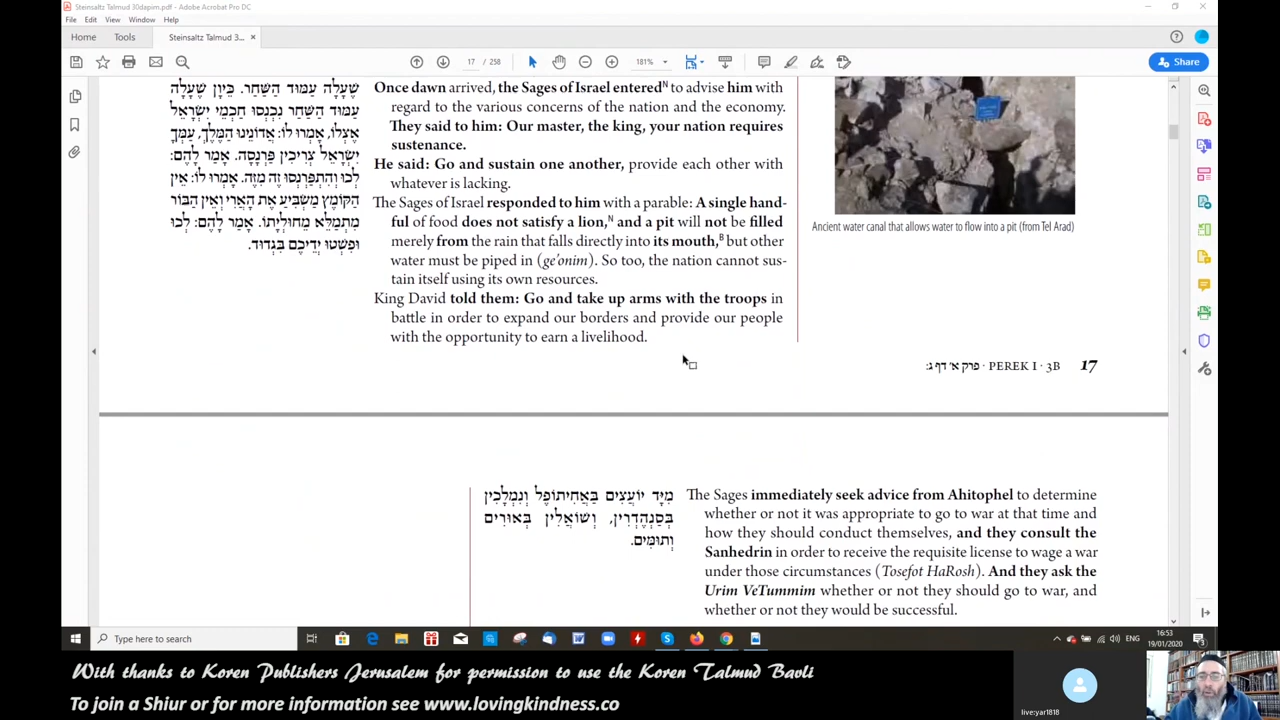 Steinsaltz Talmud 30dapim.pdf - Adobe Acrobat Pro DC
File Edit View Window Help
Home Tools Steinsaltz Talmud 3... ×
17 / 258 181% Share
שֶׁעָלָה עַמּוּד הַשַּׁחַר. כֵּיוָן שֶׁעָלָה
עַמּוּד הַשַּׁחַר נִכְנְסוּ חַכְמֵי יִשְׂרָאֵל
אֶצְלוֹ, אָמְרוּ לוֹ: אֲדוֹנֵינוּ הַמֶּלֶךְ, עַמְּךָ
יִשְׂרָאֵל צְרִיכִין פַּרְנָסָה. אָמַר לָהֶם:
לְכוּ וְהִתְפַּרְנְסוּ זֶה מִזֶּה. אָמְרוּ לוֹ: אֵין
הַקּוֹמֶץ מַשְׂבִּיעַ אֶת הָאֲרִי וְאֵין הַבּוֹר
מִתְמַלֵּא מֵחוּלְיָתוֹ. אָמַר לָהֶם: לְכוּ
וּפִשְׁטוּ יְדֵיכֶם בַּגְּדוּד.
Once dawn arrived, the Sages of Israel entered^N to advise him with
regard to the various concerns of the nation and the economy.
They said to him: Our master, the king, your nation requires
sustenance.
He said: Go and sustain one another, provide each other with
whatever is lacking.
The Sages of Israel responded to him with a parable: A single hand-
ful of food does not satisfy a lion,^N and a pit will not be filled
merely from the rain that falls directly into its mouth,^B but other
water must be piped in (ge'onim). So too, the nation cannot sus-
tain itself using its own resources.
King David told them: Go and take up arms with the troops in
battle in order to expand our borders and provide our people
with the opportunity to earn a livelihood.
Ancient water canal that allows water to flow into a pit (from Tel Arad)
פרק א׳ דף ג: · PEREK I · 3B 17
מִיָּד יוֹעֲצִים בַּאֲחִיתוֹפֶל וְנִמְלָכִין
בַּסַּנְהֶדְרִין, וְשׁוֹאֲלִין בָּאוּרִים
וְתוּמִּים.
The Sages immediately seek advice from Ahitophel to determine
whether or not it was appropriate to go to war at that time and
how they should conduct themselves, and they consult the
Sanhedrin in order to receive the requisite license to wage a war
under those circumstances (Tosefot HaRosh). And they ask the
Urim VeTummim whether or not they should go to war, and
whether or not they would be successful.
Type here to search
ENG
16:53
19/01/2020
With thanks to Koren Publishers Jerusalem for permission to use the Koren Talmud Bavli
To join a Shiur or for more information see www.lovingkindness.co
live:yar1818